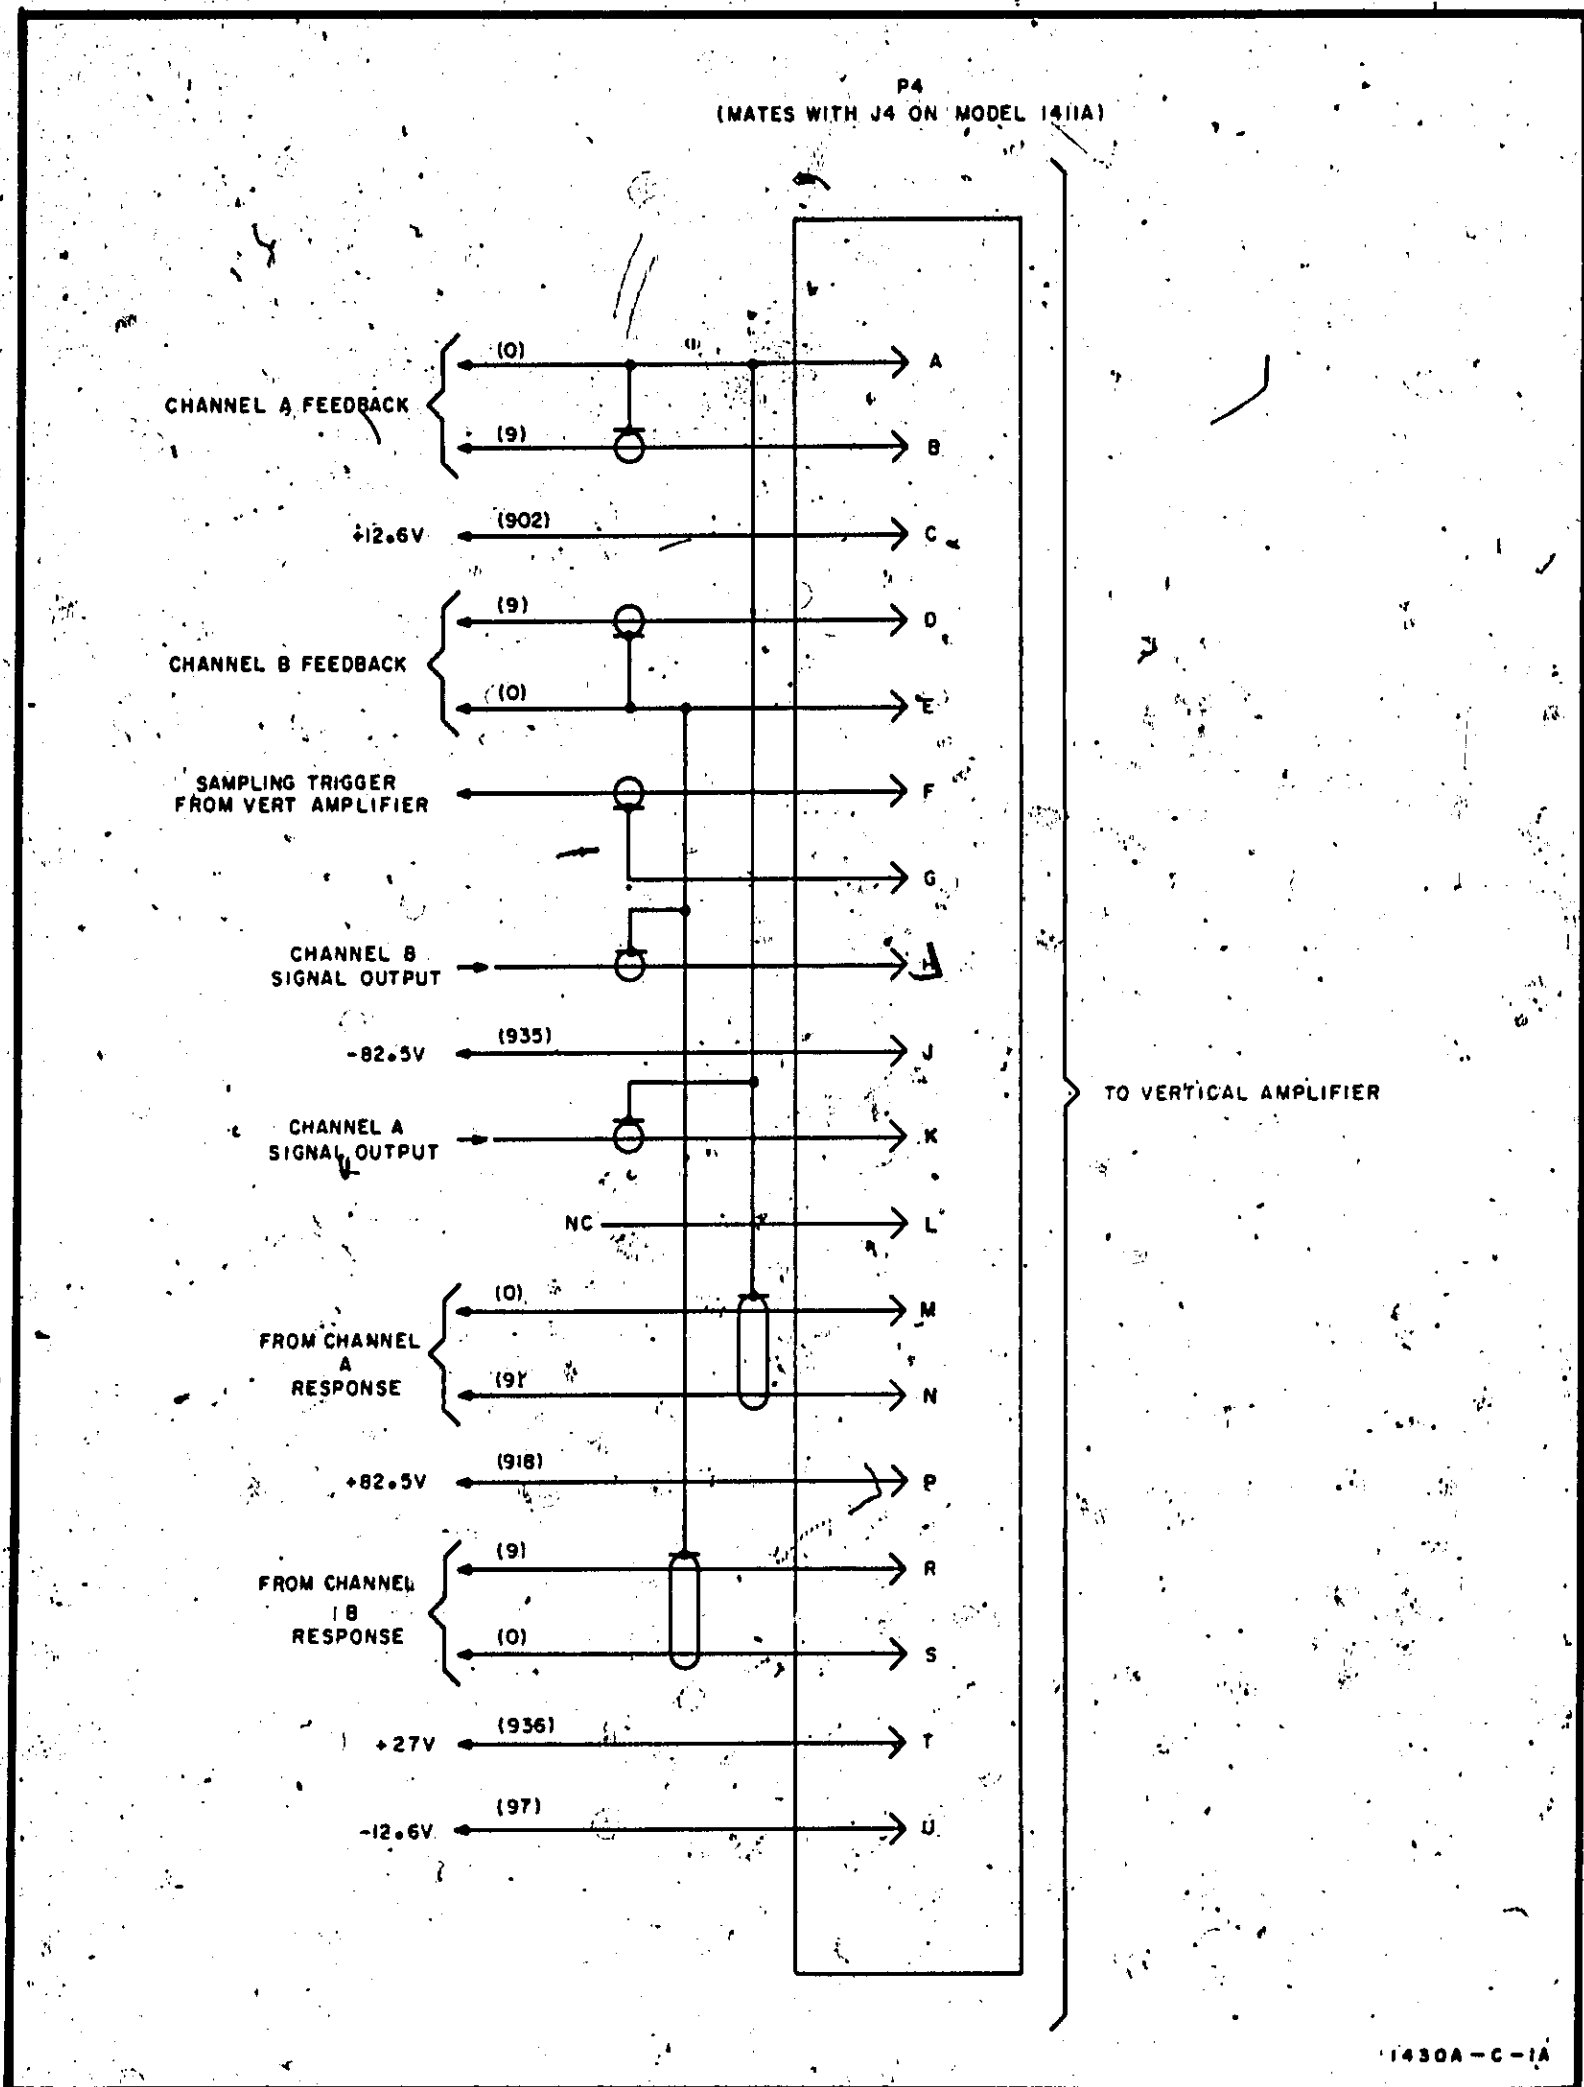 P4
(MATES WITH J4 ON MODEL 1411A)
(0)
A
CHANNEL A FEEDBACK
(9)
B
+12.6V
(902)
C
(9)
D
CHANNEL B FEEDBACK
(0)
E
SAMPLING TRIGGER
FROM VERT AMPLIFIER
F
G
CHANNEL B
SIGNAL OUTPUT
H
-82.5V
(935)
J
TO VERTICAL AMPLIFIER
CHANNEL A
SIGNAL OUTPUT
K
NC
L
(0)
M
FROM CHANNEL
A
RESPONSE
(9)
N
+82.5V
(918)
P
(9)
R
FROM CHANNEL
B
RESPONSE
(0)
S
+27V
(936)
T
-12.6V
(97)
U
1430A-C-1A